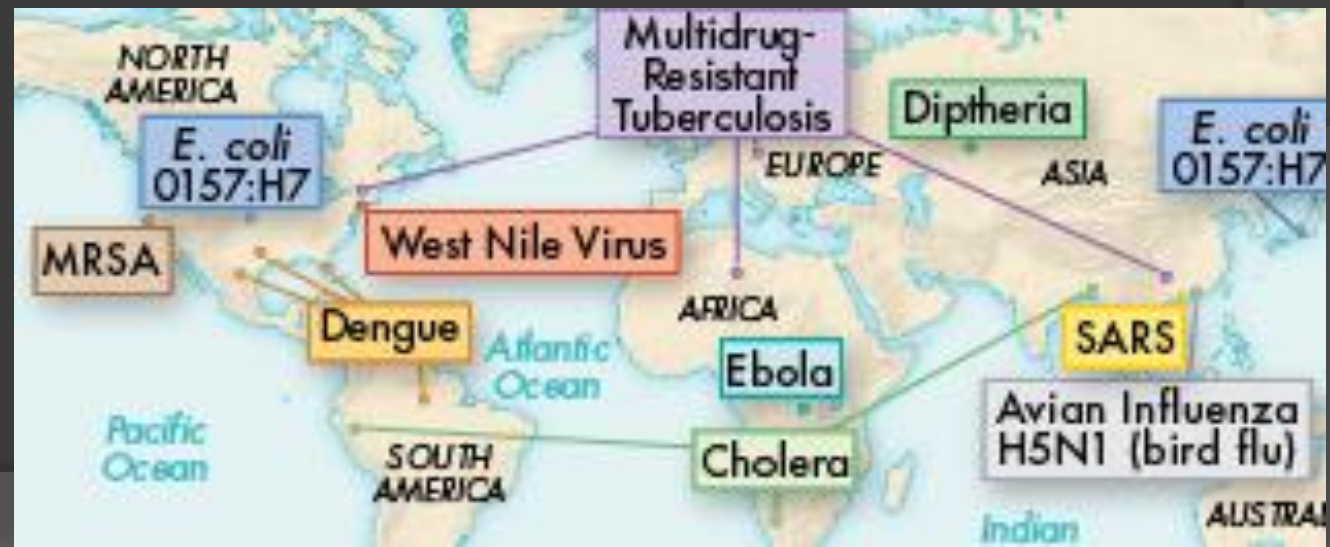 NORTH
AMERICA
Multidrug-
Resistant
Tuberculosis
Diptheria
E. coli
0157:H7
EUROPE
ASIA
E. coli
0157:H7
MRSA
West Nile Virus
AFRICA
Dengue
Atlantic
Ocean
Ebola
SARS
Pacific
Ocean
SOUTH
AMERICA
Cholera
Avian Influenza
H5N1 (bird flu)
Indian
AUSTRAL